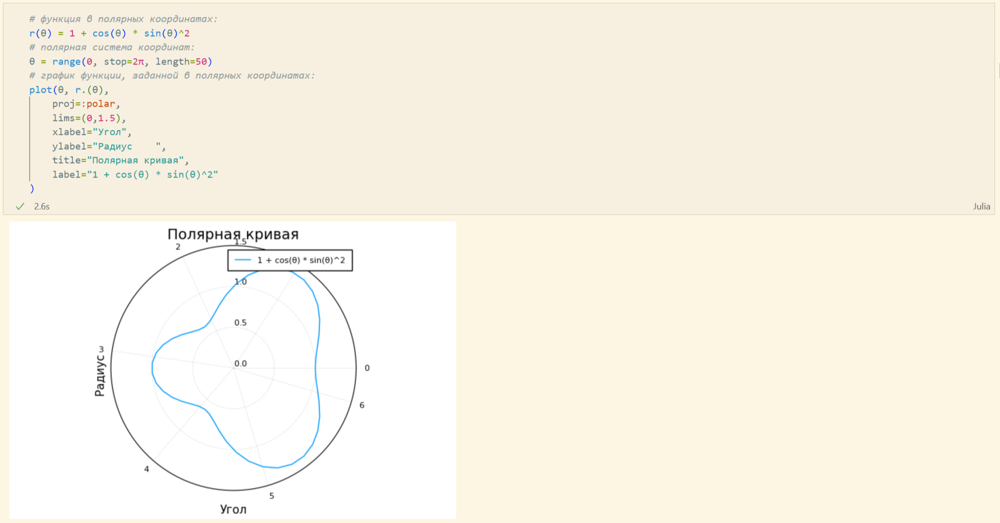 # функция в полярных координатах:
r(θ) = 1 + cos(θ) * sin(θ)^2
# полярная система координат:
θ = range(0, stop=2π, length=50)
# график функции, заданной в полярных координатах:
plot(θ, r.(θ),
    proj=:polar,
    lims=(0,1.5),
    xlabel="Угол",
    ylabel="Радиус    ",
    title="Полярная кривая",
    label="1 + cos(θ) * sin(θ)^2"
)
2.6s
Julia
Полярная кривая
1.5
2
1 + cos(θ) * sin(θ)^2
1.0
0.5
3
Радиус
0.0
0
6
4
5
Угол